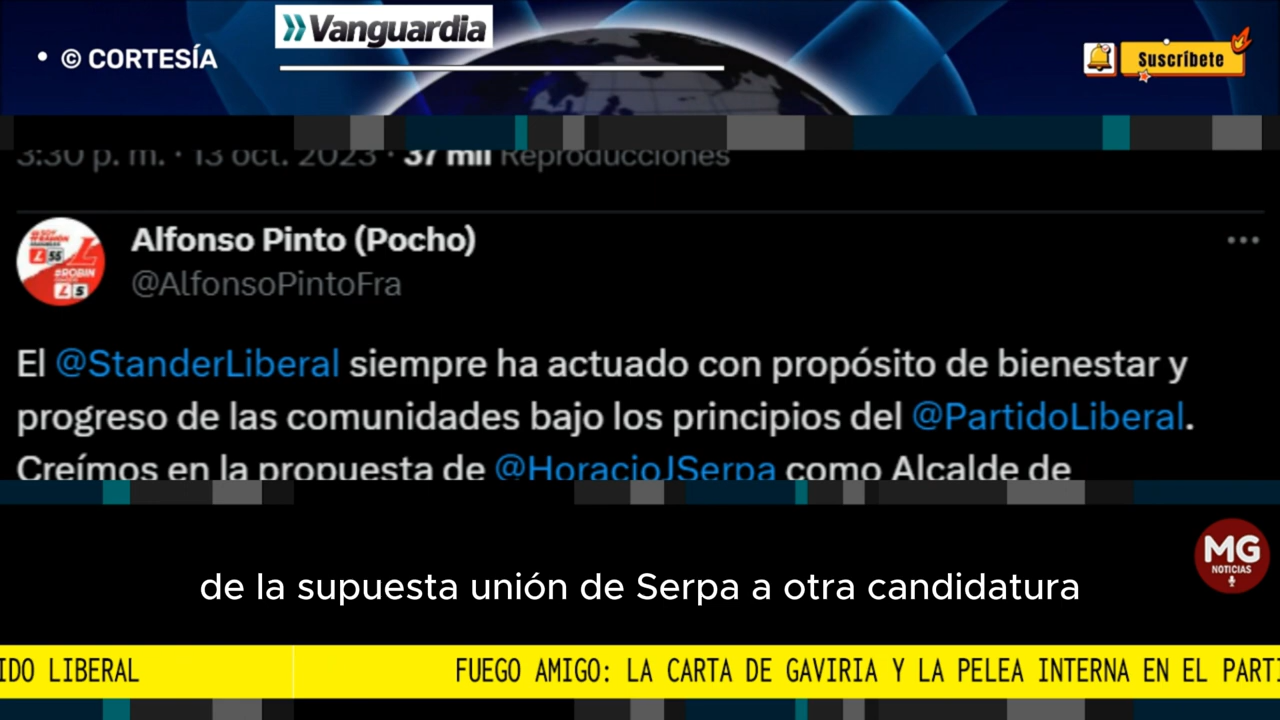 Vanguardia
• © CORTESÍA
Suscríbete
3:30 p. m. · 13 oct. 2023 · 37 mil Reproducciones
Alfonso Pinto (Pocho)
@AlfonsoPintoFra
El @StanderLiberal siempre ha actuado con propósito de bienestar y
progreso de las comunidades bajo los principios del @PartidoLiberal.
Creímos en la propuesta de @HoracioJSerpa como Alcalde de
MG
NOTICIAS
de la supuesta unión de Serpa a otra candidatura
IDO LIBERAL
FUEGO AMIGO: LA CARTA DE GAVIRIA Y LA PELEA INTERNA EN EL PARTI